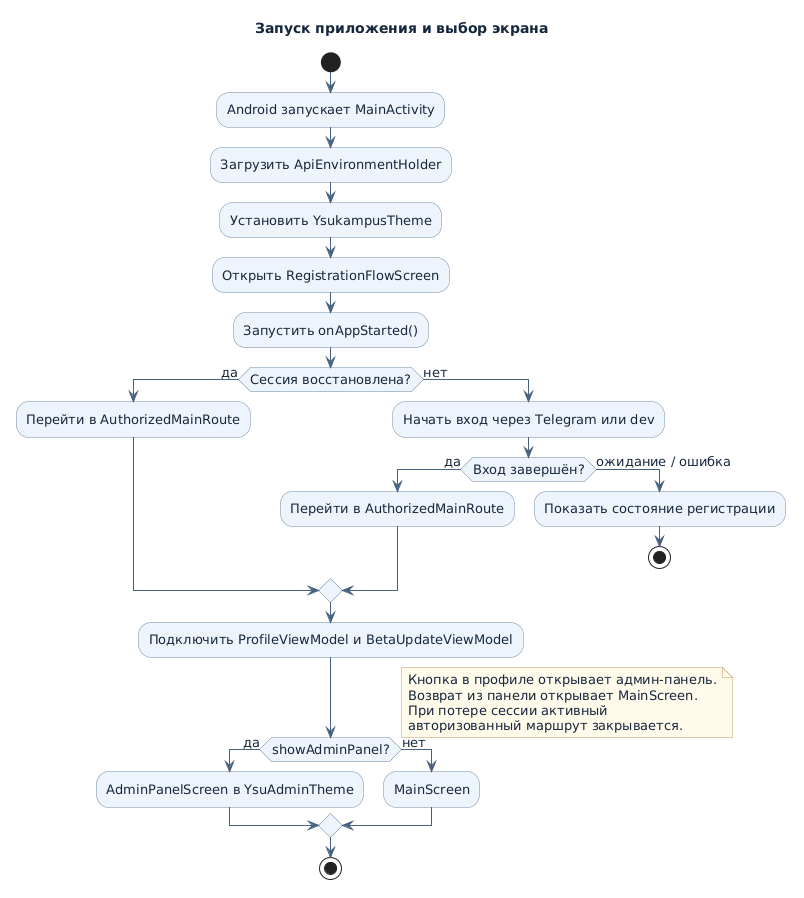 Запуск приложения и выбор экрана
Android запускает MainActivity
Загрузить ApiEnvironmentHolder
Установить YsukampusTheme
Открыть RegistrationFlowScreen
Запустить onAppStarted()
да
Сессия восстановлена?
нет
Перейти в AuthorizedMainRoute
Начать вход через Telegram или dev
да
Вход завершён?
ожидание / ошибка
Перейти в AuthorizedMainRoute
Показать состояние регистрации
Подключить ProfileViewModel и BetaUpdateViewModel
Кнопка в профиле открывает админ-панель.
Возврат из панели открывает MainScreen.
При потере сессии активный
авторизованный маршрут закрывается.
да
showAdminPanel?
нет
AdminPanelScreen в YsuAdminTheme
MainScreen